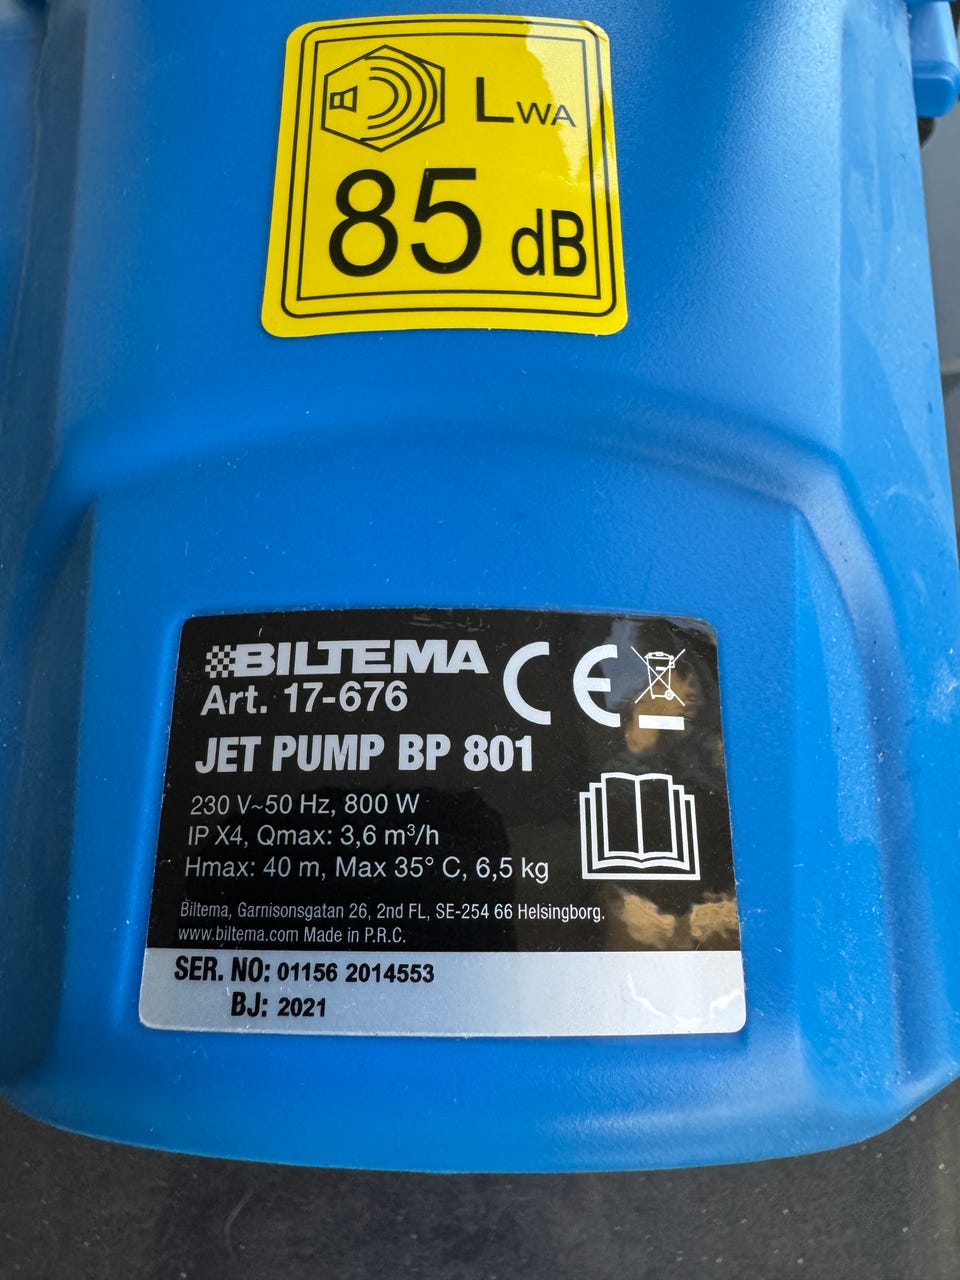 LWA
85 dB
BILTEMA CE
Art. 17-676
JET PUMP BP 801
230 V~50 Hz, 800 W
IP X4, Qmax: 3,6 m³/h
Hmax: 40 m, Max 35° C, 6,5 kg
Biltema, Garnisonsgatan 26, 2nd FL, SE-254 66 Helsingborg.
www.biltema.com Made in P.R.C.
SER. NO: 01156 2014553
BJ: 2021